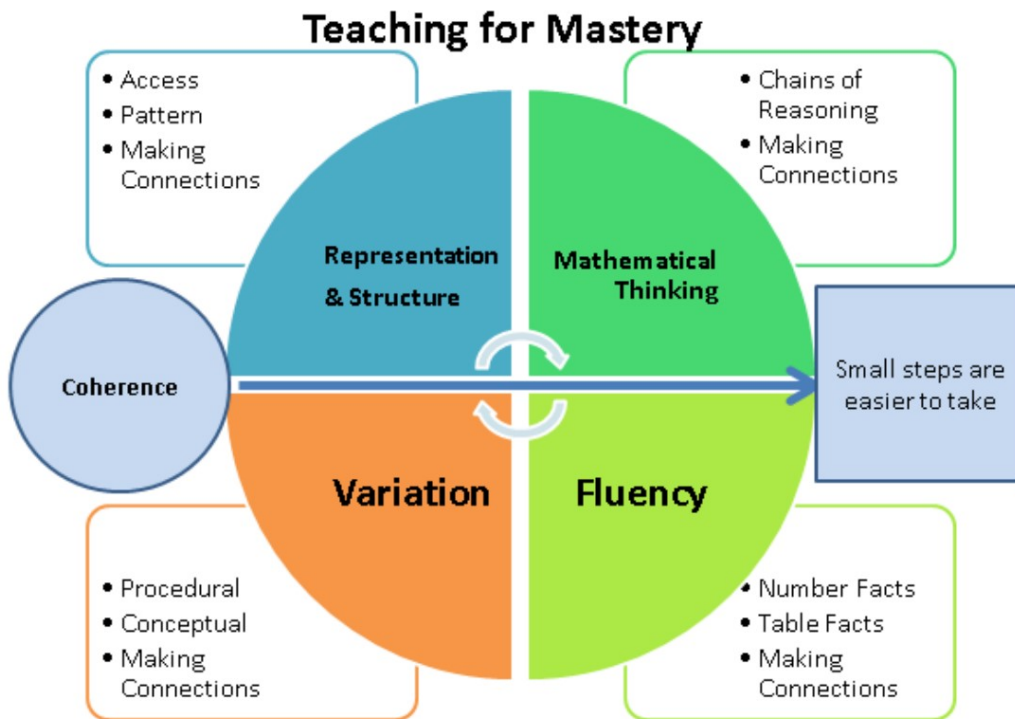 Teaching for Mastery
• Access
• Pattern
• Making
Connections
• Chains of
Reasoning
• Making
Connections
Representation
& Structure
Mathematical
Thinking
Coherence
Small steps are
easier to take
Variation
Fluency
• Procedural
• Conceptual
• Making
Connections
• Number Facts
• Table Facts
• Making
Connections